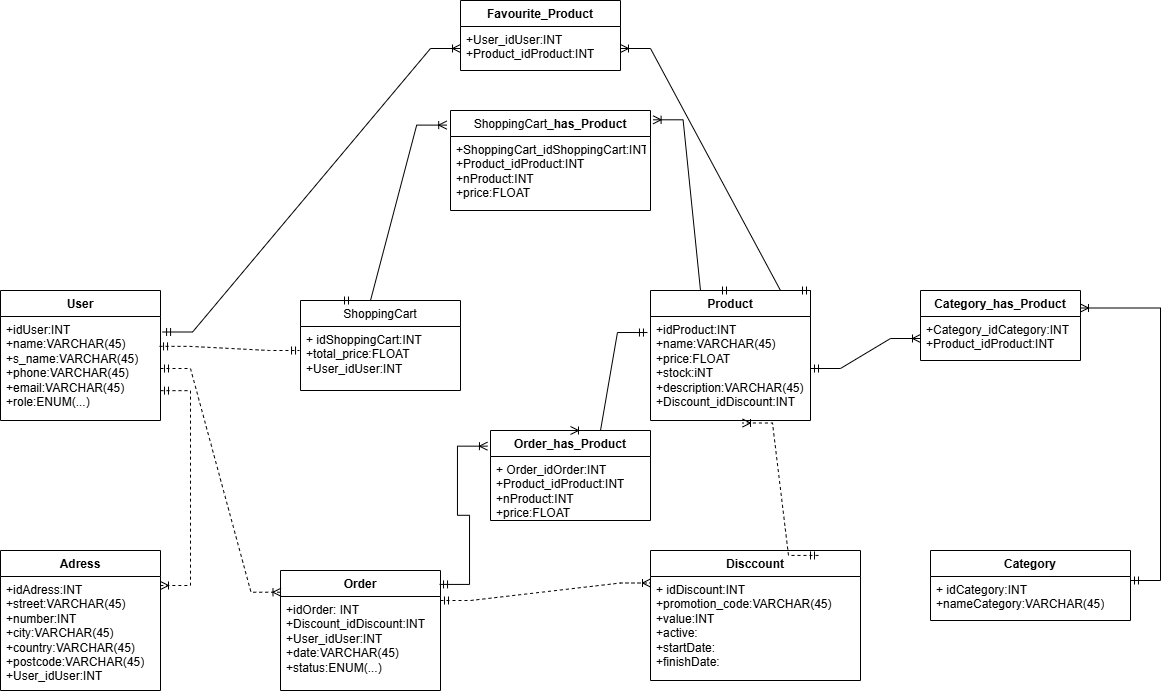 Favourite_Product
+User_idUser:INT
+Product_idProduct:INT
ShoppingCart_has_Product
+ShoppingCart_idShoppingCart:INT
+Product_idProduct:INT
+nProduct:INT
+price:FLOAT
User
+idUser:INT
+name:VARCHAR(45)
+s_name:VARCHAR(45)
+phone:VARCHAR(45)
+email:VARCHAR(45)
+role:ENUM(...)
ShoppingCart
+ idShoppingCart:INT
+total_price:FLOAT
+User_idUser:INT
Product
+idProduct:INT
+name:VARCHAR(45)
+price:FLOAT
+stock:iNT
+description:VARCHAR(45)
+Discount_idDiscount:INT
Category_has_Product
+Category_idCategory:INT
+Product_idProduct:INT
Order_has_Product
+ Order_idOrder:INT
+Product_idProduct:INT
+nProduct:INT
+price:FLOAT
Adress
+idAdress:INT
+street:VARCHAR(45)
+number:INT
+city:VARCHAR(45)
+country:VARCHAR(45)
+postcode:VARCHAR(45)
+User_idUser:INT
Order
+idOrder: INT
+Discount_idDiscount:INT
+User_idUser:INT
+date:VARCHAR(45)
+status:ENUM(...)
Disccount
+ idDiscount:INT
+promotion_code:VARCHAR(45)
+value:INT
+active:
+startDate:
+finishDate:
Category
+ idCategory:INT
+nameCategory:VARCHAR(45)